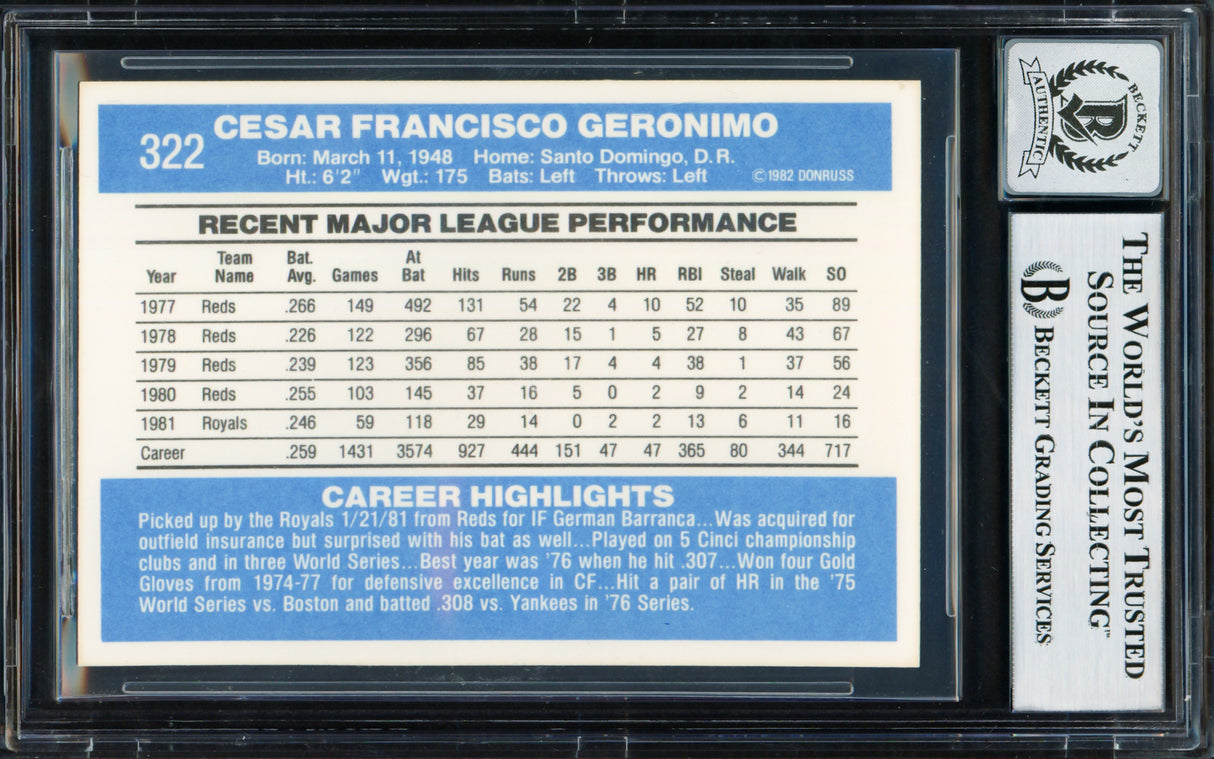 322
CESAR FRANCISCO GERONIMO
Born: March 11, 1948 Home: Santo Domingo, D.R.
Ht.: 6'2" Wgt.: 175 Bats: Left Throws: Left ©1982 DONRUSS
RECENT MAJOR LEAGUE PERFORMANCE
Year Team Name Bat. Avg. Games At Bat Hits Runs 2B 3B HR RBI Steal Walk SO
1977 Reds .266 149 492 131 54 22 4 10 52 10 35 89
1978 Reds .226 122 296 67 28 15 1 5 27 8 43 67
1979 Reds .239 123 356 85 38 17 4 4 38 1 37 56
1980 Reds .255 103 145 37 16 5 0 2 9 2 14 24
1981 Royals .246 59 118 29 14 0 2 2 13 6 11 16
Career .259 1431 3574 927 444 151 47 47 365 80 344 717
CAREER HIGHLIGHTS
Picked up by the Royals /21/81 from Reds for IF German Barranca...Was acquired for
outfield insurance but surprised with his bat as well...Played on 5 Cinci championship
clubs and in three World Series...Best year was '76 when he hit .307...Won four Gold
Gloves from 1974-77 for defensive excellence in CF...Hit a pair of HR in the '75
World Series vs. Boston and batted .308 vs. Yankees in '76 Series.
BECKETT
AUTHENTIC
THE WORLD'S MOST TRUSTED
SOURCE IN COLLECTING™
B BECKETT GRADING SERVICES